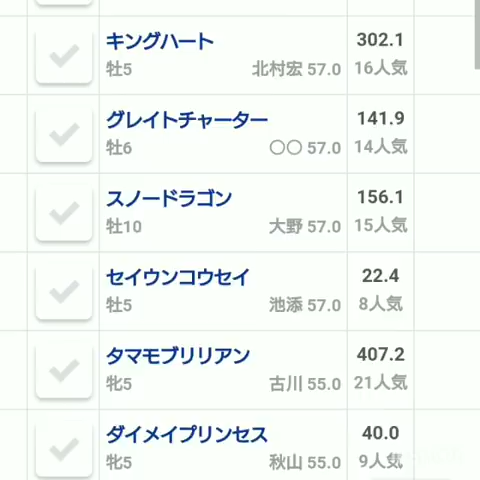 キングハート 302.1
牡5 北村宏 57.0 16人気
グレイトチャーター 141.9
牡6 〇〇 57.0 14人気
スノードラゴン 156.1
牡10 大野 57.0 15人気
セイウンコウセイ 22.4
牡5 池添 57.0 8人気
タマモブリリアン 407.2
牝5 古川 55.0 21人気
ダイメイプリンセス 40.0
牝5 秋山 55.0 9人気